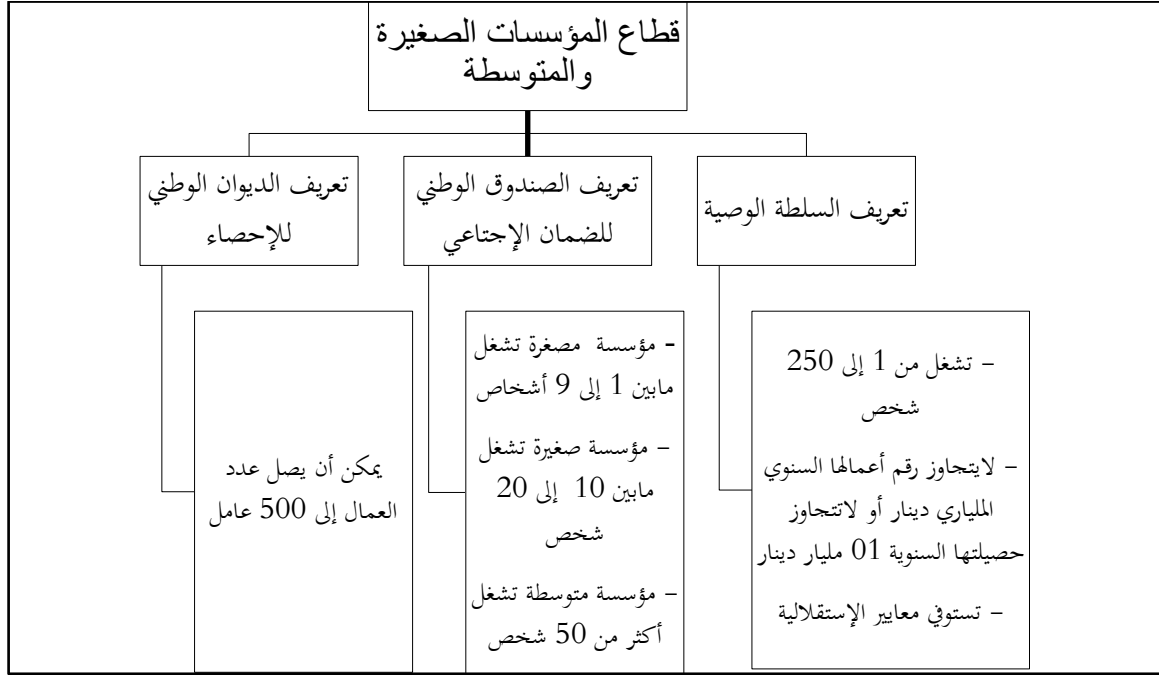 قطاع المؤسسات الصغيرة
والمتوسطة
تعريف السلطة الوصية
تعريف الصندوق الوطني
للضمان الإجتاعي
تعريف الديوان الوطني
للإحصاء
– تشغل من 1 إلى 250
شخص
– لايتجاوز رقم أعمالها السنوي
الملياري دينار أو لاتتجاوز
حصيلتها السنوية 01 مليار دينار
– تستوفي معايير الإستقلالية
- مؤسسة مصغرة تشغل
مابين 1 إلى 9 أشخاص
– مؤسسة صغيرة تشغل
مابين 10 إلى 20
شخص
– مؤسسة متوسطة تشغل
أكثر من 50 شخص
يمكن أن يصل عدد
العمال إلى 500 عامل